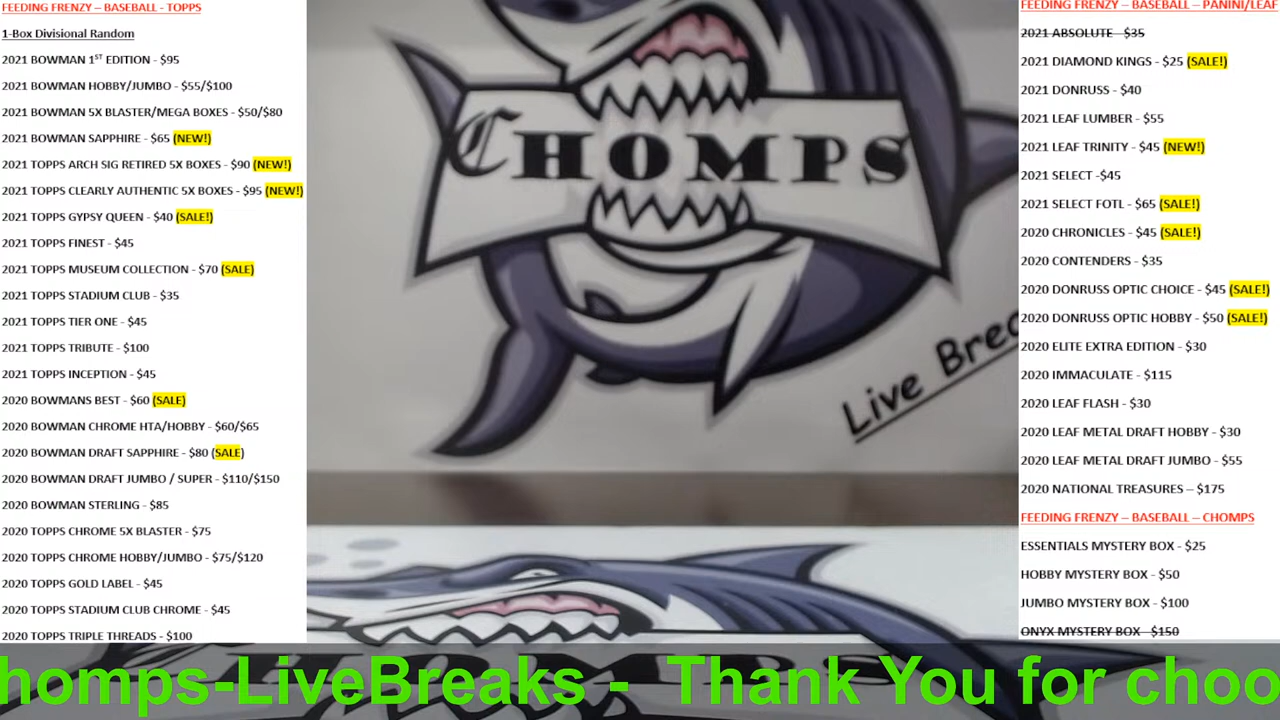 FEEDING FRENZY – BASEBALL - TOPPS
1-Box Divisional Random
2021 BOWMAN 1ST EDITION - $95
2021 BOWMAN HOBBY/JUMBO - $55/$100
2021 BOWMAN 5X BLASTER/MEGA BOXES - $50/$80
2021 BOWMAN SAPPHIRE - $65 (NEW!)
2021 TOPPS ARCH SIG RETIRED 5X BOXES - $90 (NEW!)
2021 TOPPS CLEARLY AUTHENTIC 5X BOXES - $95 (NEW!)
2021 TOPPS GYPSY QUEEN - $40 (SALE!)
2021 TOPPS FINEST - $45
2021 TOPPS MUSEUM COLLECTION - $70 (SALE)
2021 TOPPS STADIUM CLUB - $35
2021 TOPPS TIER ONE - $45
2021 TOPPS TRIBUTE - $100
2021 TOPPS INCEPTION - $45
2020 BOWMANS BEST - $60 (SALE)
2020 BOWMAN CHROME HTA/HOBBY - $60/$65
2020 BOWMAN DRAFT SAPPHIRE - $80 (SALE)
2020 BOWMAN DRAFT JUMBO / SUPER - $110/$150
2020 BOWMAN STERLING - $85
2020 TOPPS CHROME 5X BLASTER - $75
2020 TOPPS CHROME HOBBY/JUMBO - $75/$120
2020 TOPPS GOLD LABEL - $45
2020 TOPPS STADIUM CLUB CHROME - $45
2020 TOPPS TRIPLE THREADS - $100
CHOMPS
Live Brea
FEEDING FRENZY – BASEBALL – PANINI/LEAF
2021 ABSOLUTE - $35
2021 DIAMOND KINGS - $25 (SALE!)
2021 DONRUSS - $40
2021 LEAF LUMBER - $55
2021 LEAF TRINITY - $45 (NEW!)
2021 SELECT -$45
2021 SELECT FOTL - $65 (SALE!)
2020 CHRONICLES - $45 (SALE!)
2020 CONTENDERS - $35
2020 DONRUSS OPTIC CHOICE - $45 (SALE!)
2020 DONRUSS OPTIC HOBBY - $50 (SALE!)
2020 ELITE EXTRA EDITION - $30
2020 IMMACULATE - $115
2020 LEAF FLASH - $30
2020 LEAF METAL DRAFT HOBBY - $30
2020 LEAF METAL DRAFT JUMBO - $55
2020 NATIONAL TREASURES – $175
FEEDING FRENZY – BASEBALL – CHOMPS
ESSENTIALS MYSTERY BOX - $25
HOBBY MYSTERY BOX - $50
JUMBO MYSTERY BOX - $100
ONYX MYSTERY BOX - $150
homps-LiveBreaks - Thank You for choo